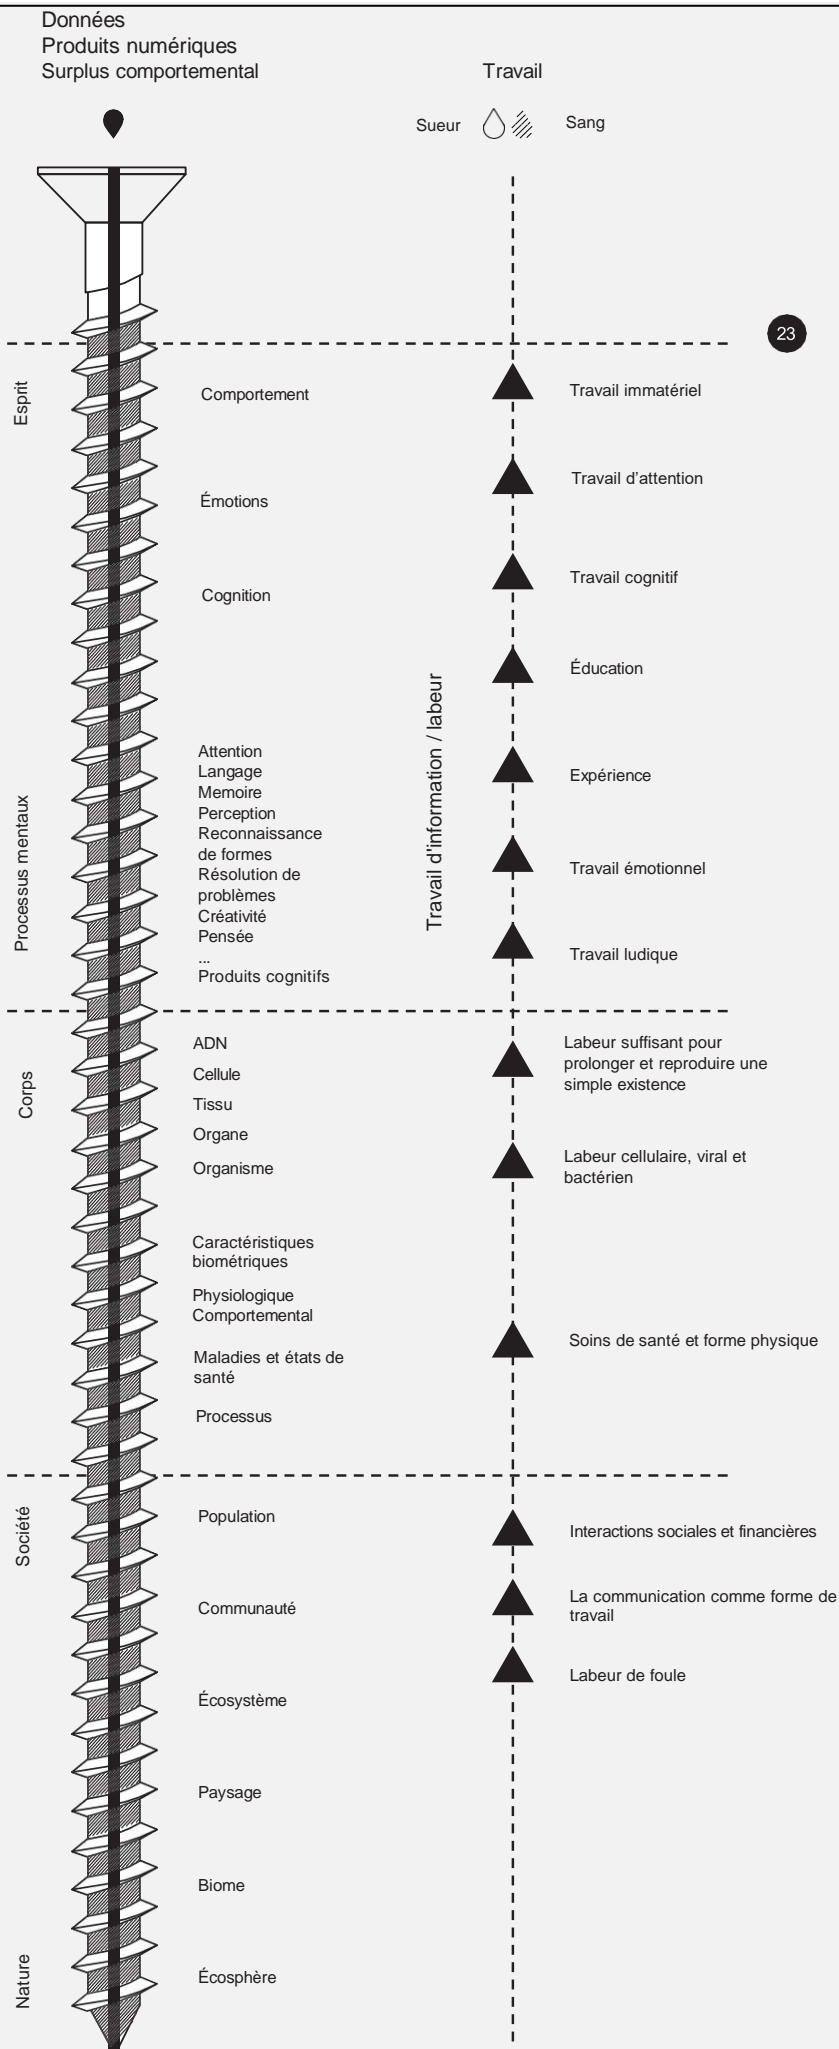 Données
Produits numériques
Surplus comportemental
Travail
Sueur
Sang
23
Esprit
Comportement
Travail immatériel
Travail d’attention
Émotions
Travail cognitif
Cognition
Éducation
Travail d'information / labeur
Processus mentaux
Attention
Langage
Memoire
Perception
Reconnaissance
de formes
Résolution de
problèmes
Créativité
Pensée
...
Produits cognitifs
Expérience
Travail émotionnel
Travail ludique
Corps
ADN
Cellule
Tissu
Organe
Organisme
Labeur suffisant pour
prolonger et reproduire une
simple existence
Labeur cellulaire, viral et
bactérien
Caractéristiques
biométriques
Physiologique
Comportemental
Maladies et états de
santé
Processus
Soins de santé et forme physique
Société
Population
Interactions sociales et financières
Communauté
La communication comme forme de
travail
Labeur de foule
Écosystème
Paysage
Biome
Nature
Écosphère